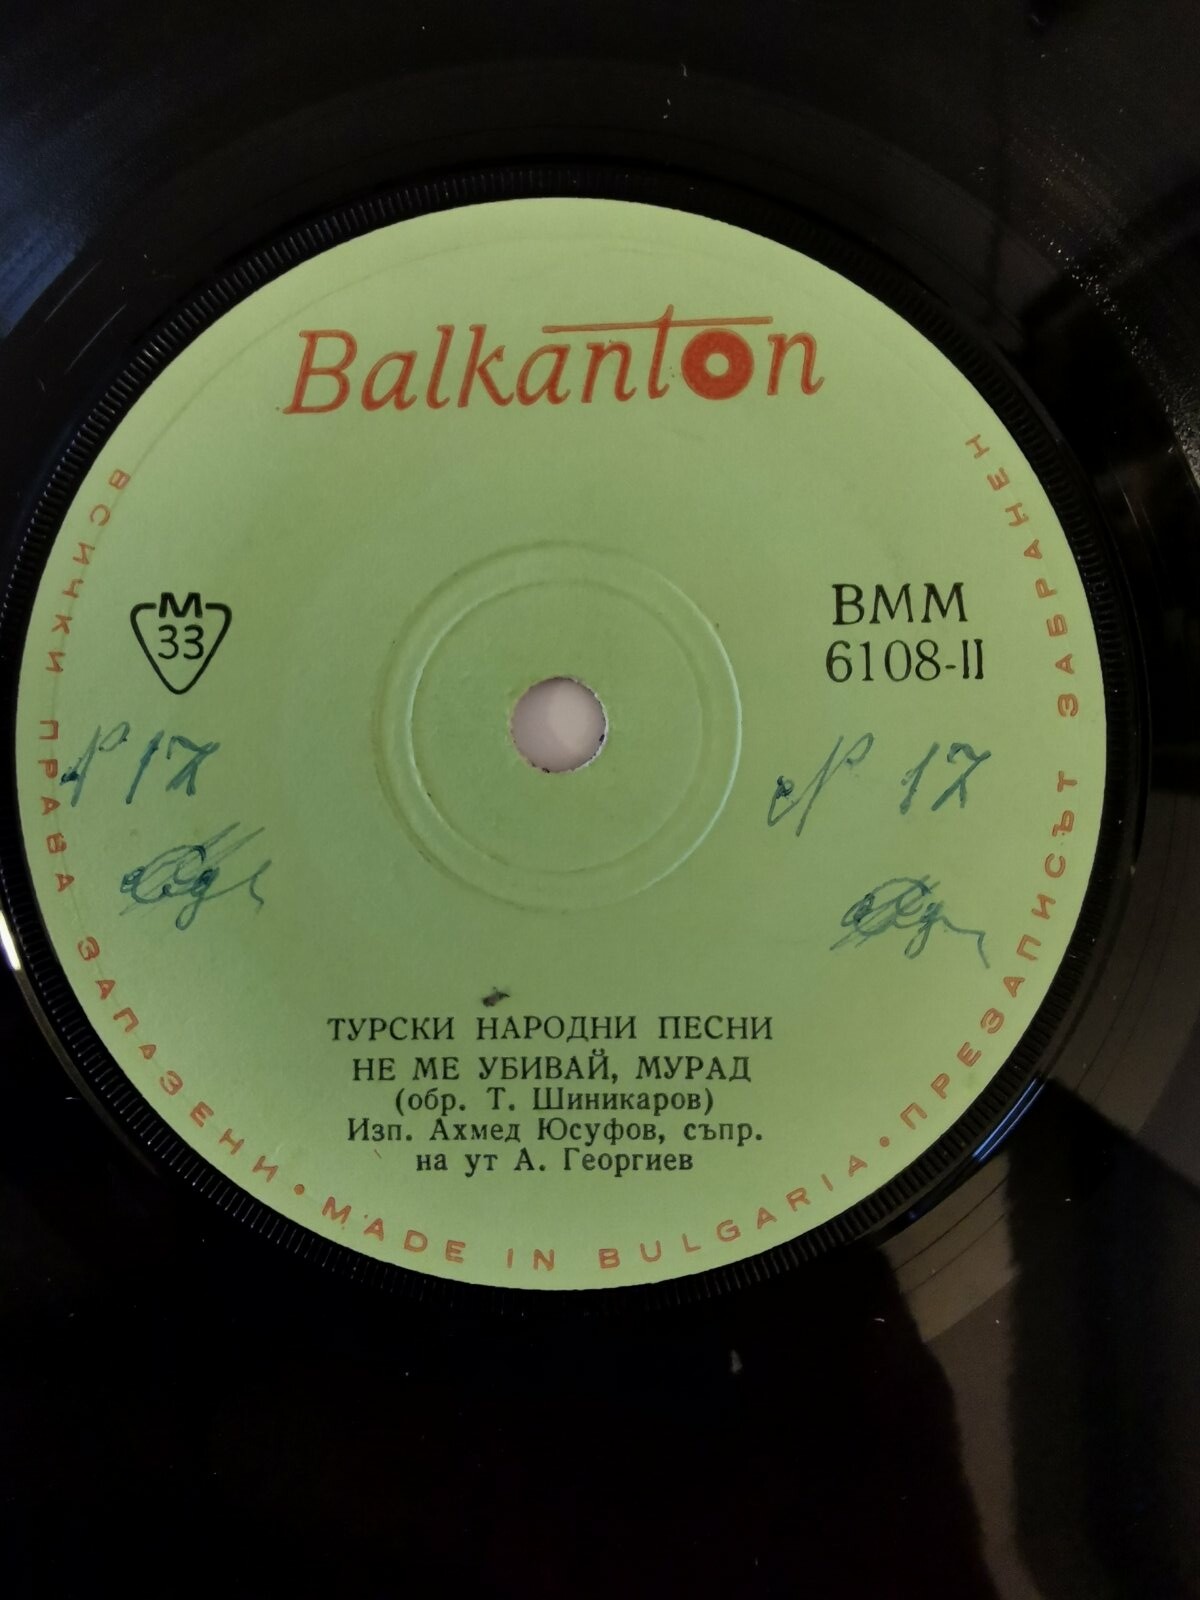 Balkanton
M
33
ВММ
6108-II
№ 17
№ 17
ТУРСКИ НАРОДНИ ПЕСНИ
НЕ МЕ УБИВАЙ, МУРАД
(обр. Т. Шиникаров)
Изп. Ахмед Юсуфов, съпр.
на ут А. Георгиев
ВСИЧКИ ПРАВА ЗАПАЗЕНИ • MADE IN BULGARIA • ПРЕЗАПИСЪТ ЗАБРАНЕН